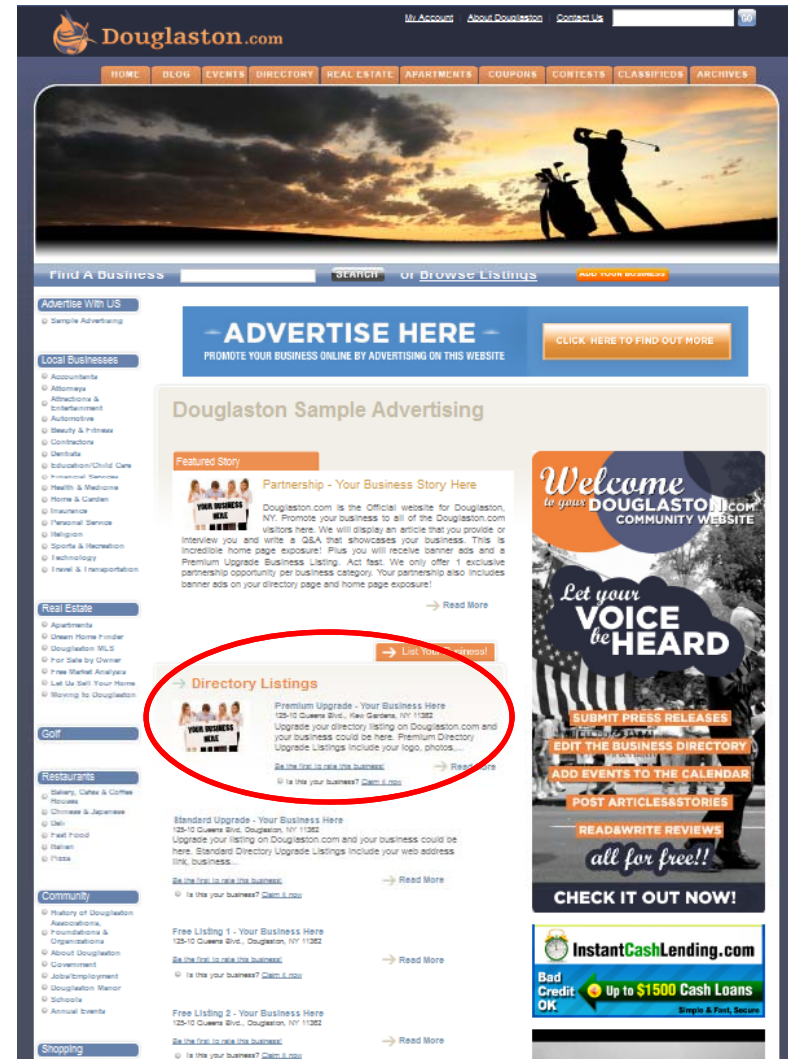 Douglaston.com
My Account About Douglaston Contact Us
GO
HOME BLOG EVENTS DIRECTORY REAL ESTATE APARTMENTS COUPONS CONTESTS CLASSIFIEDS ARCHIVES
Find A Business SEARCH or Browse Listings ADD YOUR BUSINESS
Advertise With US
Sample Advertising
Local Businesses
Accountants
Attorneys
Attractions &
Entertainment
Automotive
Beauty & Fitness
Contractors
Dentists
Education/Child Care
Financial Services
Health & Medicine
Home & Garden
Insurance
Personal Service
Religion
Sports & Recreation
Technology
Travel & Transportation
Real Estate
Apartments
Dream Home Finder
Douglaston MLS
For Sale by Owner
Free Market Analysis
Let Us Sell Your Home
Moving to Douglaston
Golf
Restaurants
Bakery, Cafes & Coffee
Houses
Chinese & Japanese
Deli
Fast Food
Italian
Pizza
Community
History of Douglaston
Associations,
Foundations &
Organizations
About Douglaston
Government
Jobs/Employment
Douglaston Manor
Schools
Annual Events
Shopping
- ADVERTISE HERE -
PROMOTE YOUR BUSINESS ONLINE BY ADVERTISING ON THIS WEBSITE
CLICK HERE TO FIND OUT MORE
Douglaston Sample Advertising
Featured Story
YOUR BUSINESS
HERE
Partnership - Your Business Story Here
Douglaston.com is the Official website for Douglaston,
NY. Promote your business to all of the Douglaston.com
visitors here. We will display an article that you provide or
interview you and write a Q&A that showcases your business. This is
incredible home page exposure! Plus you will receive banner ads and a
Premium Upgrade Business Listing. Act fast. We only offer 1 exclusive
partnership opportunity per business category. Your partnership also includes
banner ads on your directory page and home page exposure!
Read More
List Your Business!
Directory Listings
YOUR BUSINESS
HERE
Premium Upgrade - Your Business Here
125-10 Queens Blvd., Kew Gardens, NY 11362
Upgrade your directory listing on Douglaston.com and
your business could be here. Premium Directory
Upgrade Listings include your logo, photos,...
Be the first to rate this business! Read More
Is this your business? Claim it now
Standard Upgrade - Your Business Here
125-10 Queens Blvd, Douglaston, NY 11362
Upgrade your listing on Douglaston.com and your business could be
here. Standard Directory Upgrade Listings include your web address
link, business...
Be the first to rate this business! Read More
Is this your business? Claim it now
Free Listing 1 - Your Business Here
125-10 Queens Blvd., Douglaston, NY 11362
Be the first to rate this business! Read More
Is this your business? Claim it now
Free Listing 2 - Your Business Here
125-10 Queens Blvd., Douglaston, NY 11362
Be the first to rate this business! Read More
Is this your business? Claim it now
Welcome
to your DOUGLASTON.COM
COMMUNITY WEBSITE
Let your
VOICE
be HEARD
SUBMIT PRESS RELEASES
EDIT THE BUSINESS DIRECTORY
ADD EVENTS TO THE CALENDAR
POST ARTICLES&STORIES
READ&WRITE REVIEWS
all for free!!
CHECK IT OUT NOW!
InstantCashLending.com
Bad
Credit
OK
Up to $1500 Cash Loans
Simple & Fast, Secure